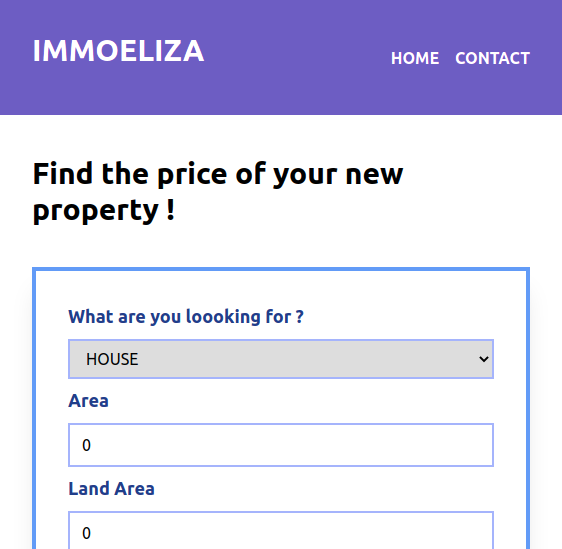 IMMOELIZA
HOME CONTACT
Find the price of your new
property !
What are you loooking for ?
HOUSE
Area
0
Land Area
0